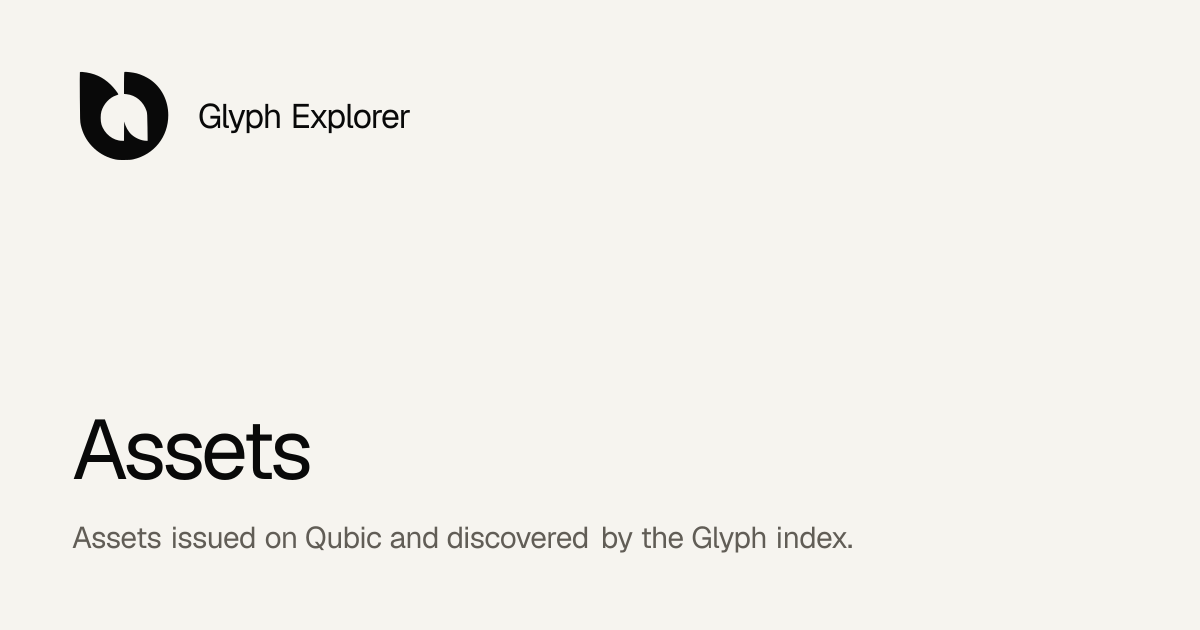 Glyph Explorer
Assets
Assets issued on Qubic and discovered by the Glyph index.